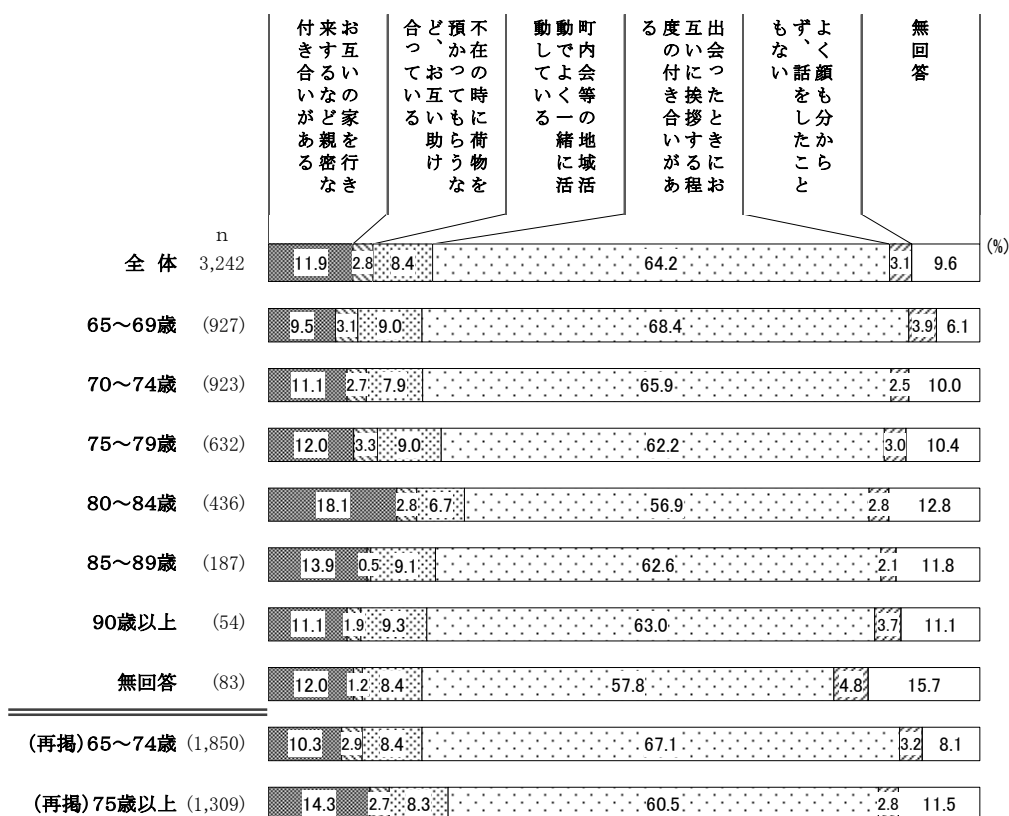 お互いの家を行き
来するなど親密な
付き合いがある
不在の時に荷物を
預かってもらうな
ど、お互い助け
合っている
町内会等の地域活
動でよく一緒に活
動している
出会ったときにお
互いに挨拶する程
度の付き合いがあ
る
よく顔も分から
ず、話をしたこと
もない
無回答
n
(%)
全 体 3,242 11.9 2.8 8.4 64.2 3.1 9.6
65～69歳 (927) 9.5 3.1 9.0 68.4 3.9 6.1
70～74歳 (923) 11.1 2.7 7.9 65.9 2.5 10.0
75～79歳 (632) 12.0 3.3 9.0 62.2 3.0 10.4
80～84歳 (436) 18.1 2.8 6.7 56.9 2.8 12.8
85～89歳 (187) 13.9 0.5 9.1 62.6 2.1 11.8
90歳以上 (54) 11.1 1.9 9.3 63.0 3.7 11.1
無回答 (83) 12.0 1.2 8.4 57.8 4.8 15.7
(再掲)65～74歳 (1,850) 10.3 2.9 8.4 67.1 3.2 8.1
(再掲)75歳以上 (1,309) 14.3 2.7 8.3 60.5 2.8 11.5